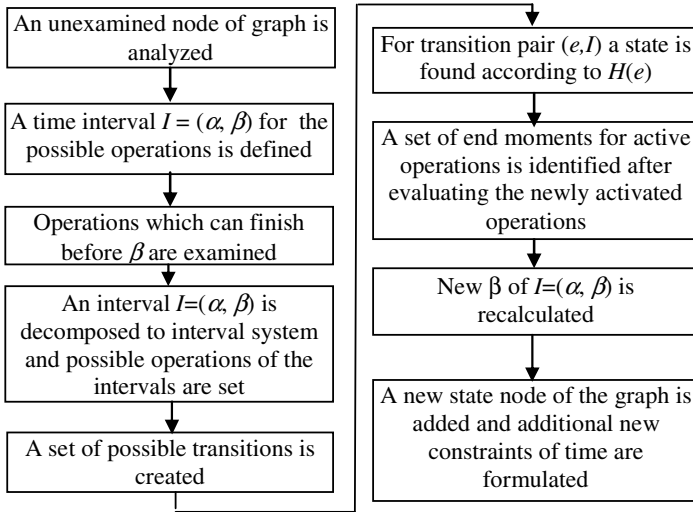 An unexamined node of graph is
analyzed
A time interval I = (α, β) for the
possible operations is defined
Operations which can finish
before β are examined
An interval I=(α, β) is
decomposed to interval system
and possible operations of the
intervals are set
A set of possible transitions is
created
For transition pair (e,I) a state is
found according to H(e)
A set of end moments for active
operations is identified after
evaluating the newly activated
operations
New β of I=(α, β) is
recalculated
A new state node of the graph is
added and additional new
constraints of time are
formulated